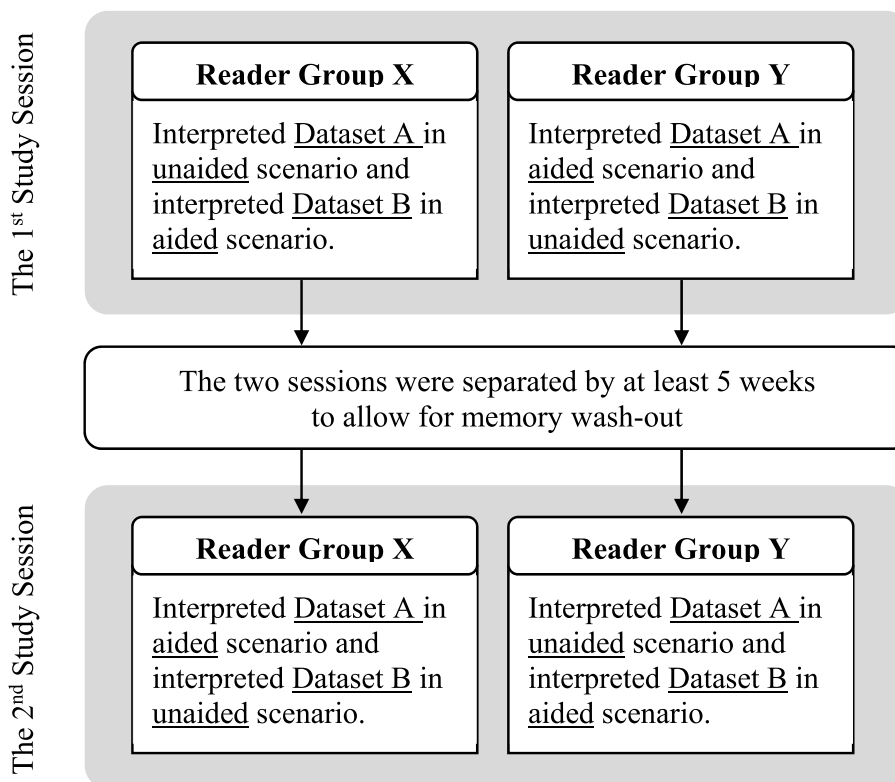 The 1st Study Session
Reader Group X
Interpreted Dataset A in
unaided scenario and
interpreted Dataset B in
aided scenario.
Reader Group Y
Interpreted Dataset A in
aided scenario and
interpreted Dataset B in
unaided scenario.
The two sessions were separated by at least 5 weeks
to allow for memory wash-out
The 2nd Study Session
Reader Group X
Interpreted Dataset A in
aided scenario and
interpreted Dataset B in
unaided scenario.
Reader Group Y
Interpreted Dataset A in
unaided scenario and
interpreted Dataset B in
aided scenario.